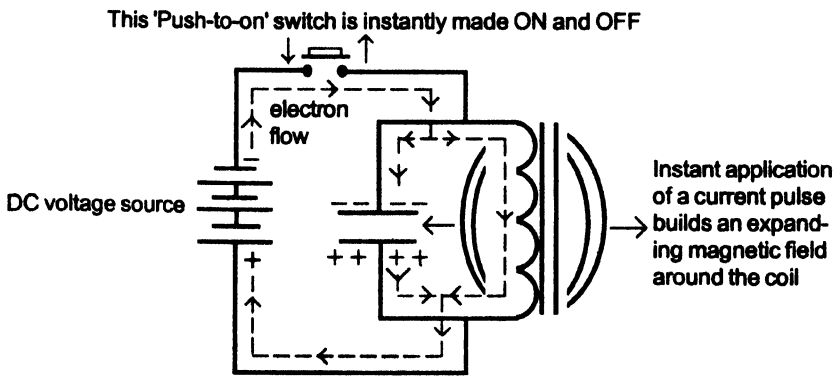 This 'Push-to-on' switch is instantly made ON and OFF
electron
flow
−
DC voltage source
+
− − − − −
+ + + +
Instant application
of a current pulse
builds an expand-
ing magnetic field
around the coil